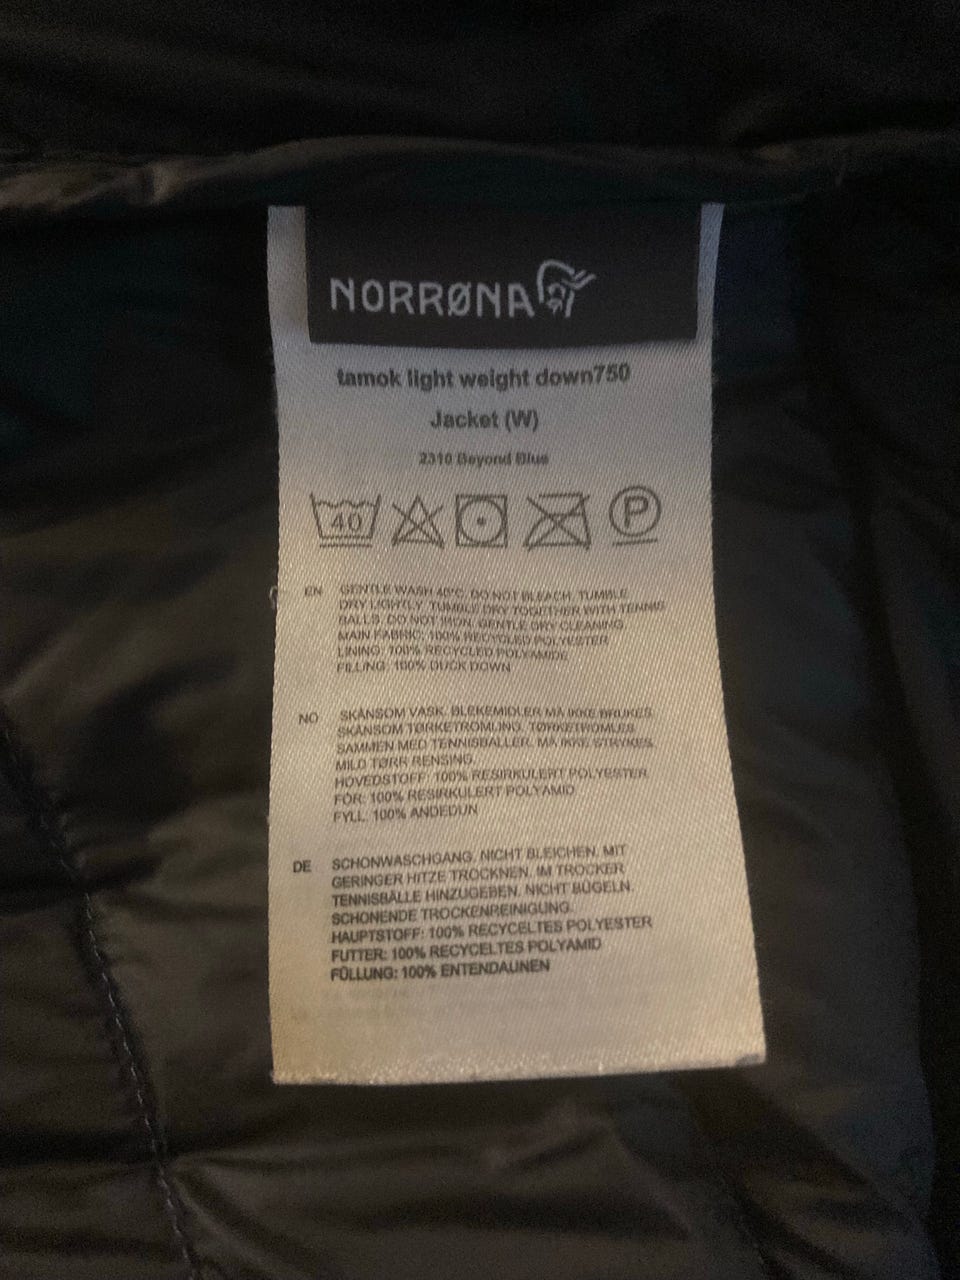 NORRØNA
tamok light weight down750
Jacket (W)
2310 Beyond Blue
40 P
EN GENTLE WASH 40°C. DO NOT BLEACH. TUMBLE
DRY LIGHTLY. TUMBLE DRY TOGETHER WITH TENNIS
BALLS. DO NOT IRON. GENTLE DRY CLEANING.
MAIN FABRIC: 100% RECYCLED POLYESTER
LINING: 100% RECYCLED POLYAMIDE
FILLING: 100% DUCK DOWN
NO SKÅNSOM VASK. BLEKEMIDLER MÅ IKKE BRUKES.
SKÅNSOM TØRKETROMLING. TØRKETROMLES
SAMMEN MED TENNISBALLER. MÅ IKKE STRYKES.
MILD TØRR RENSING.
HOVEDSTOFF: 100% RESIRKULERT POLYESTER
FÔR: 100% RESIRKULERT POLYAMID
FYLL: 100% ANDEDUN
DE SCHONWASCHGANG. NICHT BLEICHEN. MIT
GERINGER HITZE TROCKNEN. IM TROCKER
TENNISBÄLLE HINZUGEBEN. NICHT BÜGELN.
SCHONENDE TROCKENREINIGUNG.
HAUPTSTOFF: 100% RECYCELTES POLYESTER
FUTTER: 100% RECYCELTES POLYAMID
FÜLLUNG: 100% ENTENDAUNEN